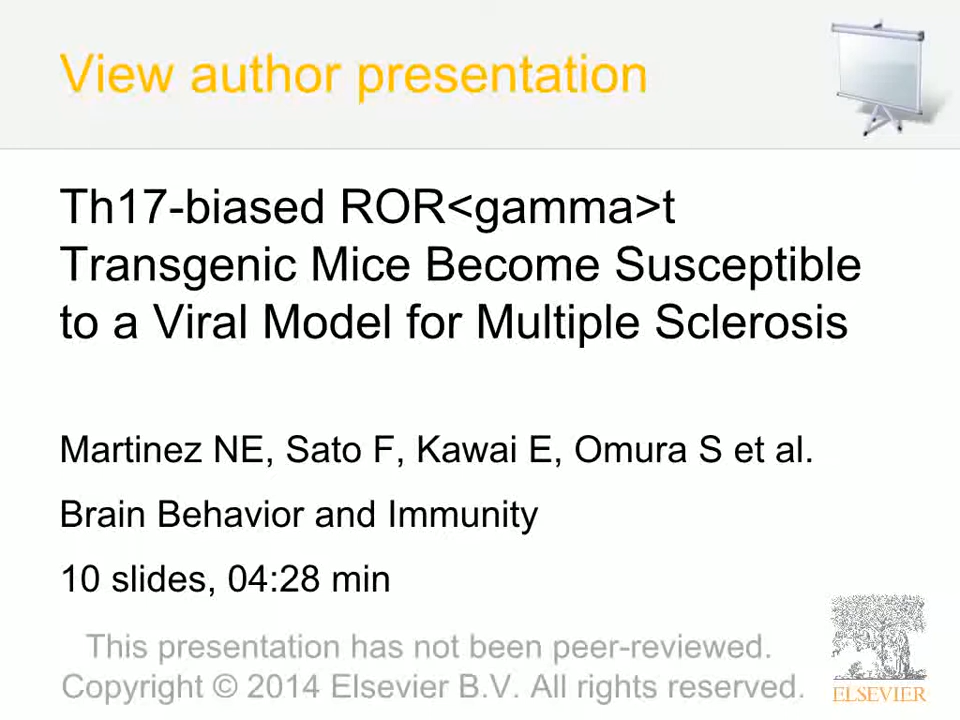 View author presentation
Th17-biased ROR<gamma>t
Transgenic Mice Become Susceptible
to a Viral Model for Multiple Sclerosis
Martinez NE, Sato F, Kawai E, Omura S et al.
Brain Behavior and Immunity
10 slides, 04:28 min
This presentation has not been peer-reviewed.
Copyright © 2014 Elsevier B.V. All rights reserved.
ELSEVIER